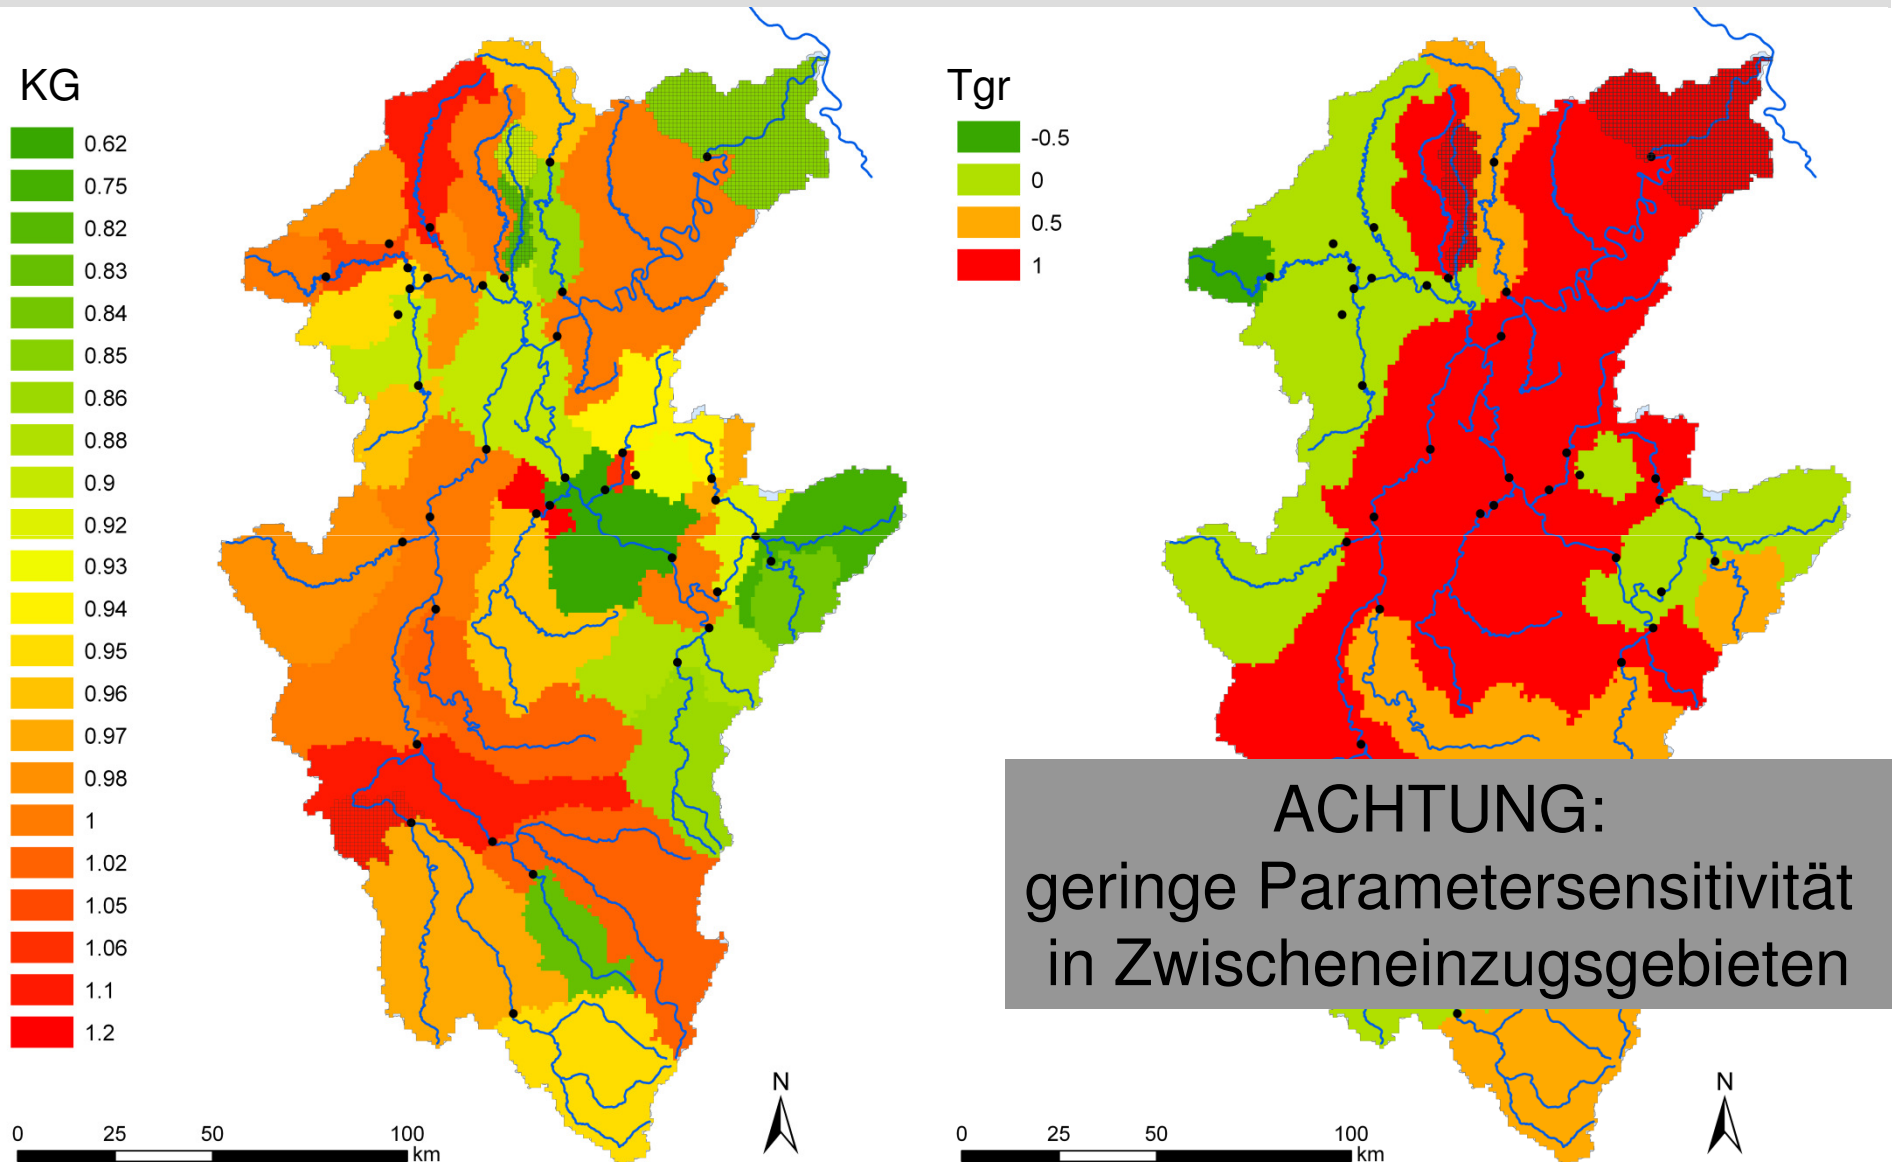 KG
0.62
0.75
0.82
0.83
0.84
0.85
0.86
0.88
0.9
0.92
0.93
0.94
0.95
0.96
0.97
0.98
1
1.02
1.05
1.06
1.1
1.2
N
0 25 50 100
km
Tgr
-0.5
0
0.5
1
ACHTUNG:
geringe Parametersensitivität
in Zwischeneinzugsgebieten
N
0 25 50 100
km